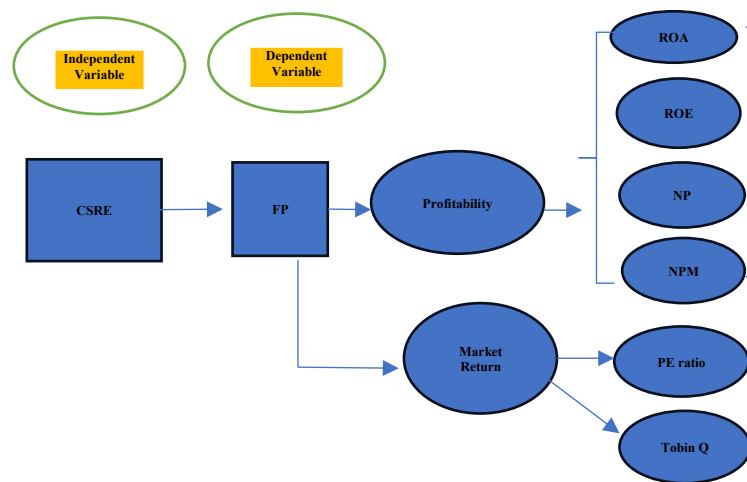 Independent
Variable
Dependent
Variable
ROA
ROE
CSRE
FP
Profitability
NP
NPM
Market
Return
PE ratio
Tobin Q